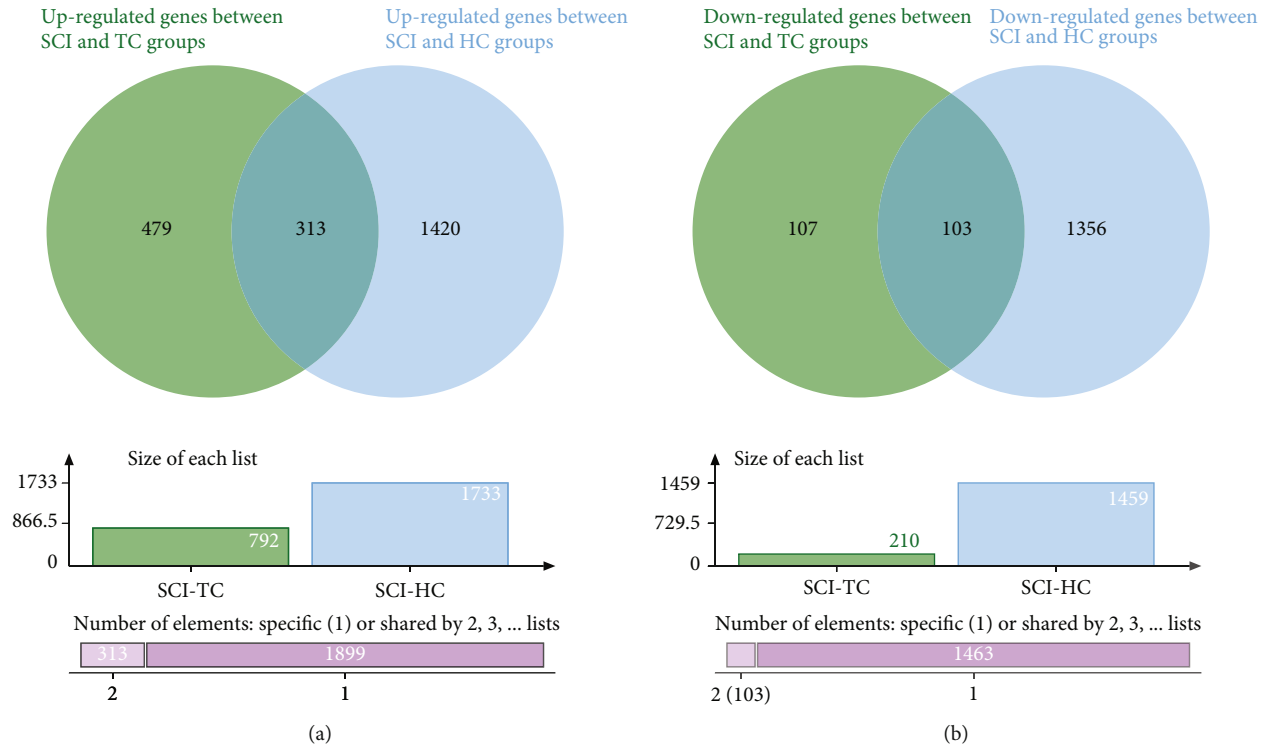 Up-regulated genes between
SCI and TC groups
Up-regulated genes between
SCI and HC groups
479
313
1420
Size of each list
1733
866.5
0
792
1733
SCI-TC
SCI-HC
Number of elements: specific (1) or shared by 2, 3, ... lists
313
1899
2
1
(a)
Down-regulated genes between
SCI and TC groups
Down-regulated genes between
SCI and HC groups
107
103
1356
Size of each list
1459
729.5
0
210
1459
SCI-TC
SCI-HC
Number of elements: specific (1) or shared by 2, 3, ... lists
1463
2 (103)
1
(b)